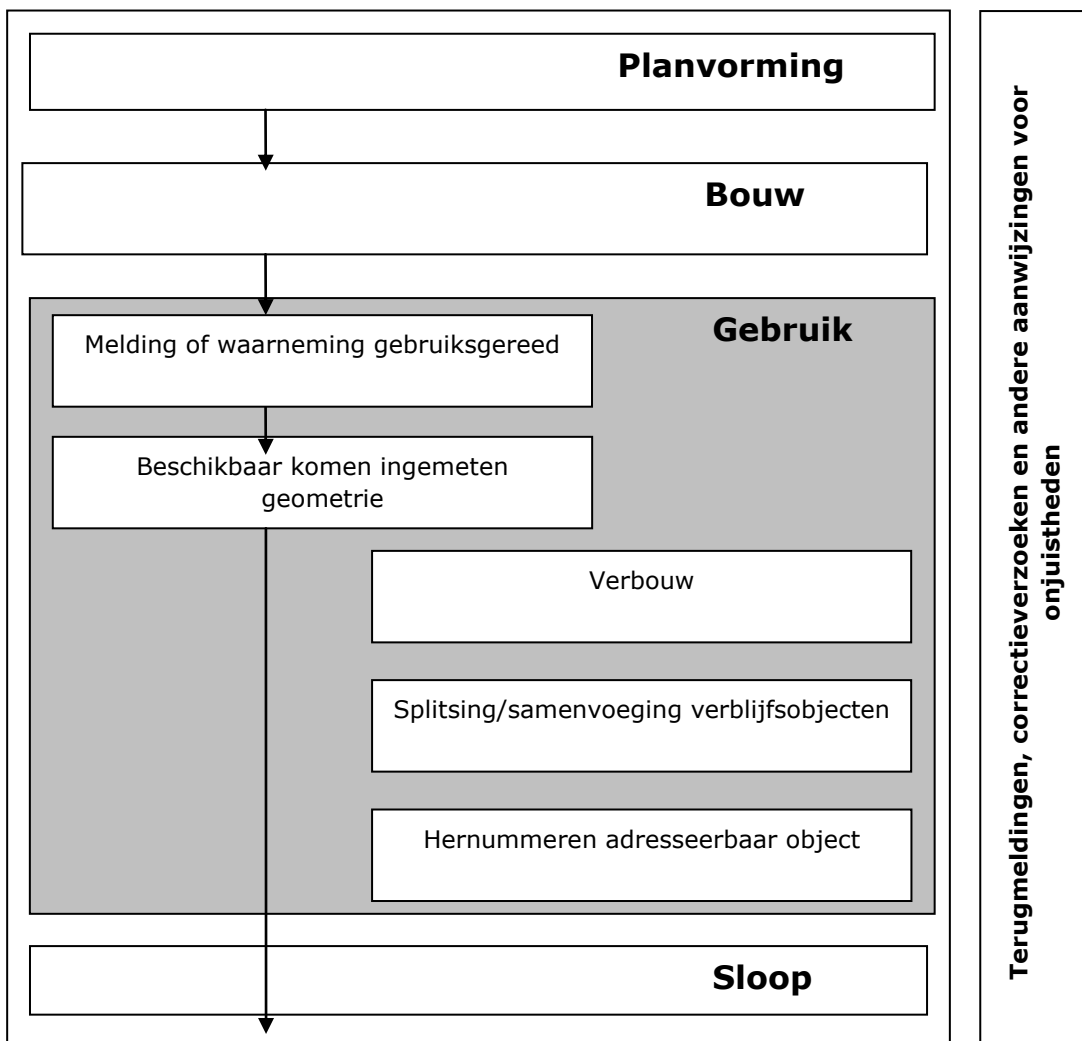 Planvorming
Bouw
Gebruik
Melding of waarneming gebruiksgereed
Beschikbaar komen ingemeten
geometrie
Verbouw
Splitsing/samenvoeging verblijfsobjecten
Hernummeren adresseerbaar object
Sloop
Terugmeldingen, correctieverzoeken en andere aanwijzingen voor
onjuistheden